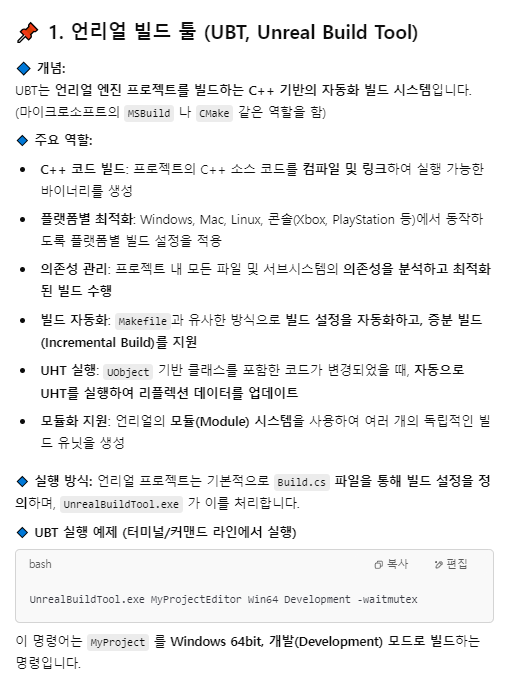 📌 1. 언리얼 빌드 툴 (UBT, Unreal Build Tool)
🔷 개념:
UBT는 언리얼 엔진 프로젝트를 빌드하는 C++ 기반의 자동화 빌드 시스템입니다.
(마이크로소프트의 MSBuild 나 CMake 같은 역할을 함)
🔷 주요 역할:
• C++ 코드 빌드: 프로젝트의 C++ 소스 코드를 컴파일 및 링크하여 실행 가능한
바이너리를 생성
• 플랫폼별 최적화: Windows, Mac, Linux, 콘솔(Xbox, PlayStation 등)에서 동작하
도록 플랫폼별 빌드 설정을 적용
• 의존성 관리: 프로젝트 내 모든 파일 및 서브시스템의 의존성을 분석하고 최적화
된 빌드 수행
• 빌드 자동화: Makefile과 유사한 방식으로 빌드 설정을 자동화하고, 증분 빌드
(Incremental Build)를 지원
• UHT 실행: UObject 기반 클래스를 포함한 코드가 변경되었을 때, 자동으로
UHT를 실행하여 리플렉션 데이터를 업데이트
• 모듈화 지원: 언리얼의 모듈(Module) 시스템을 사용하여 여러 개의 독립적인 빌
드 유닛을 생성
🔷 실행 방식: 언리얼 프로젝트는 기본적으로 Build.cs 파일을 통해 빌드 설정을 정
의하며, UnrealBuildTool.exe 가 이를 처리합니다.
🔷 UBT 실행 예제 (터미널/커맨드 라인에서 실행)
bash 복사 편집
UnrealBuildTool.exe MyProjectEditor Win64 Development -waitmutex
이 명령어는 MyProject 를 Windows 64bit, 개발(Development) 모드로 빌드하는
명령입니다.